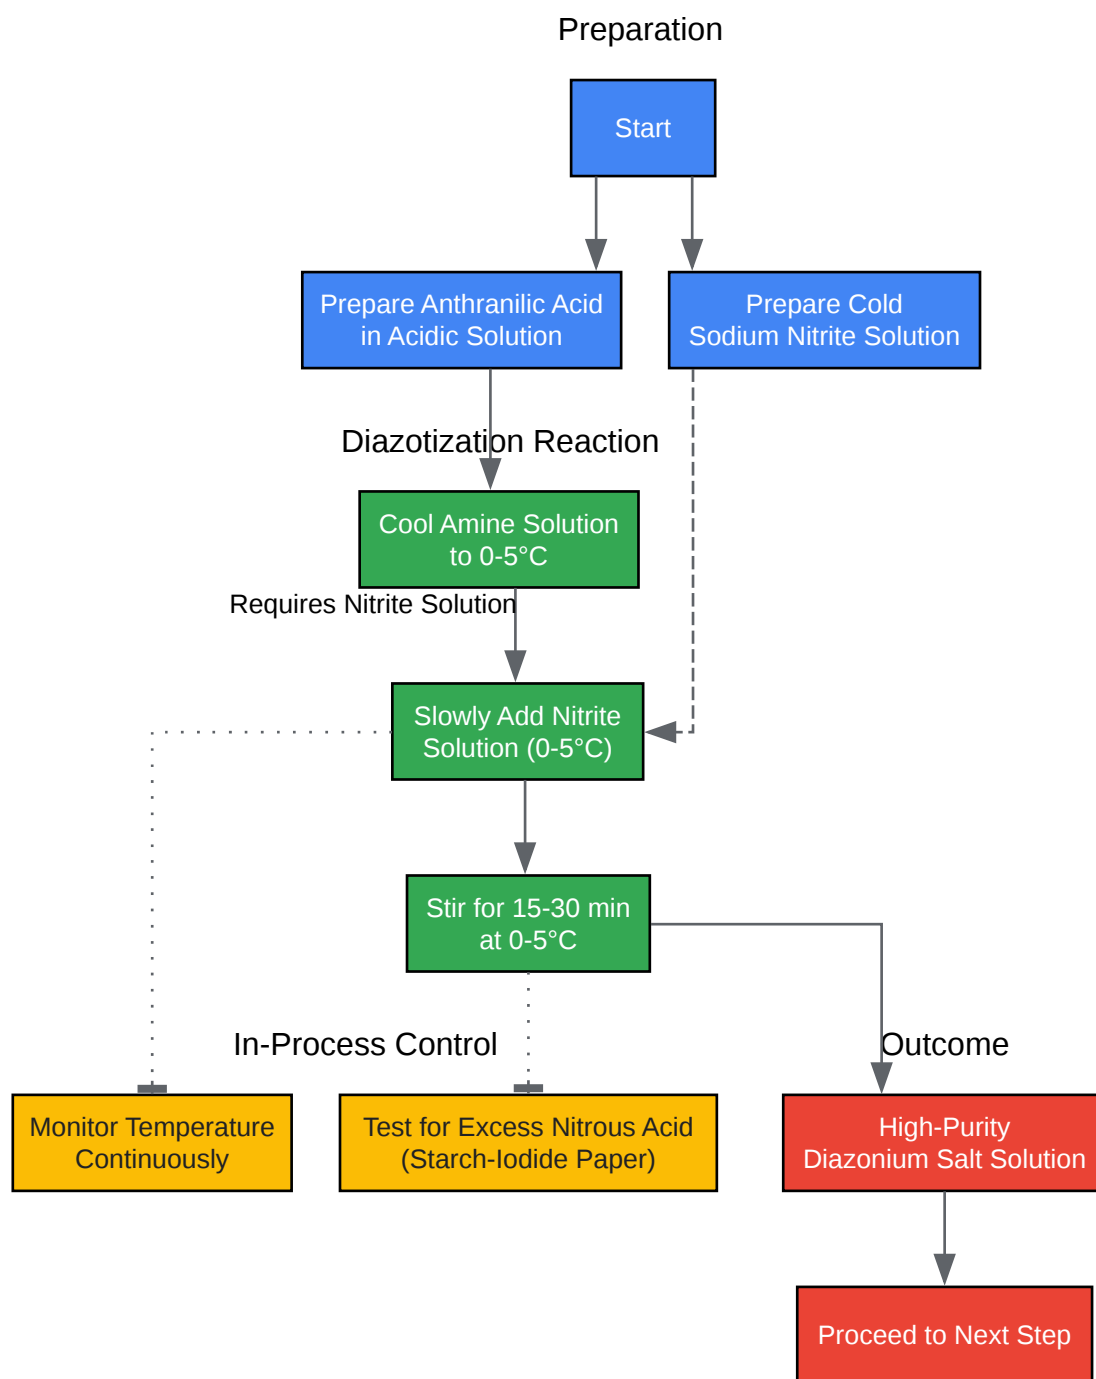 Preparation
Start
Prepare Anthranilic Acid
in Acidic Solution
Prepare Cold
Sodium Nitrite Solution
Diazotization Reaction
Cool Amine Solution
to 0-5°C
Requires Nitrite Solution
Slowly Add Nitrite
Solution (0-5°C)
Stir for 15-30 min
at 0-5°C
In-Process Control
Outcome
Monitor Temperature
Continuously
Test for Excess Nitrous Acid
(Starch-Iodide Paper)
High-Purity
Diazonium Salt Solution
Proceed to Next Step